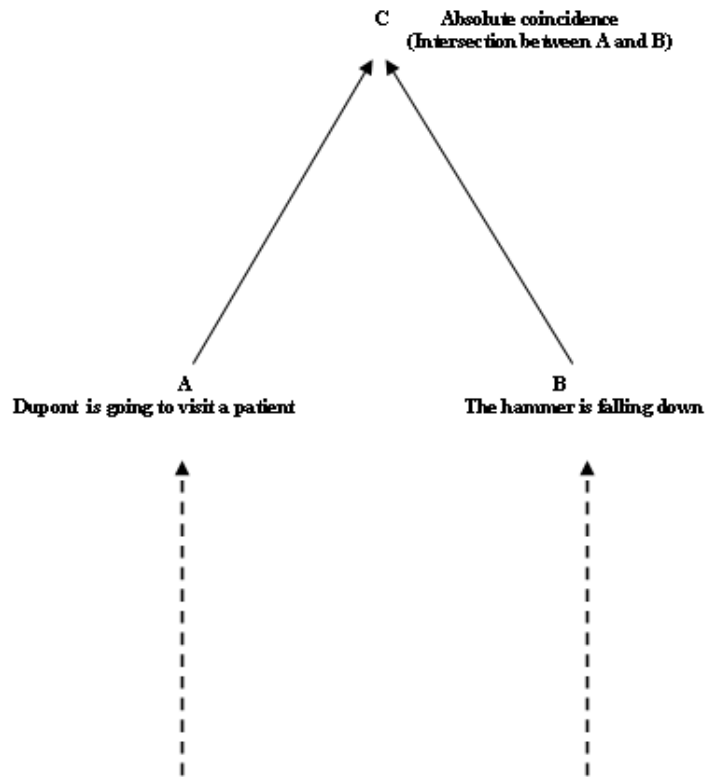 C Absolute coincidence
(Intersection between A and B)
A
Dupont is going to visit a patient
B
The hammer is falling down